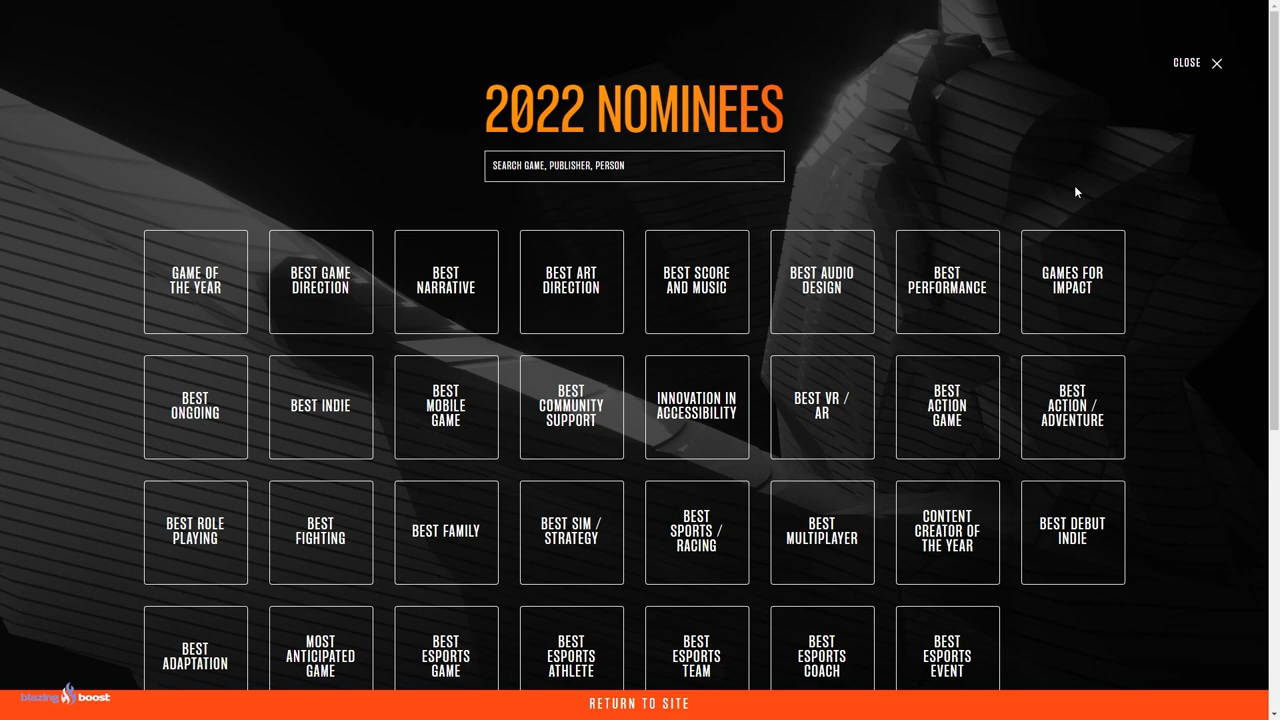 CLOSE
2022 NOMINEES
SEARCH GAME, PUBLISHER, PERSON
GAME OF
THE YEAR
BEST GAME
DIRECTION
BEST
NARRATIVE
BEST ART
DIRECTION
BEST SCORE
AND MUSIC
BEST AUDIO
DESIGN
BEST
PERFORMANCE
GAMES FOR
IMPACT
BEST
ONGOING
BEST INDIE
BEST
MOBILE
GAME
BEST
COMMUNITY
SUPPORT
INNOVATION IN
ACCESSIBILITY
BEST VR /
AR
BEST
ACTION
GAME
BEST
ACTION /
ADVENTURE
BEST ROLE
PLAYING
BEST
FIGHTING
BEST FAMILY
BEST SIM /
STRATEGY
BEST
SPORTS /
RACING
BEST
MULTIPLAYER
CONTENT
CREATOR OF
THE YEAR
BEST DEBUT
INDIE
BEST
ADAPTATION
MOST
ANTICIPATED
GAME
BEST
ESPORTS
GAME
BEST
ESPORTS
ATHLETE
BEST
ESPORTS
TEAM
BEST
ESPORTS
COACH
BEST
ESPORTS
EVENT
blazing boost
RETURN TO SITE